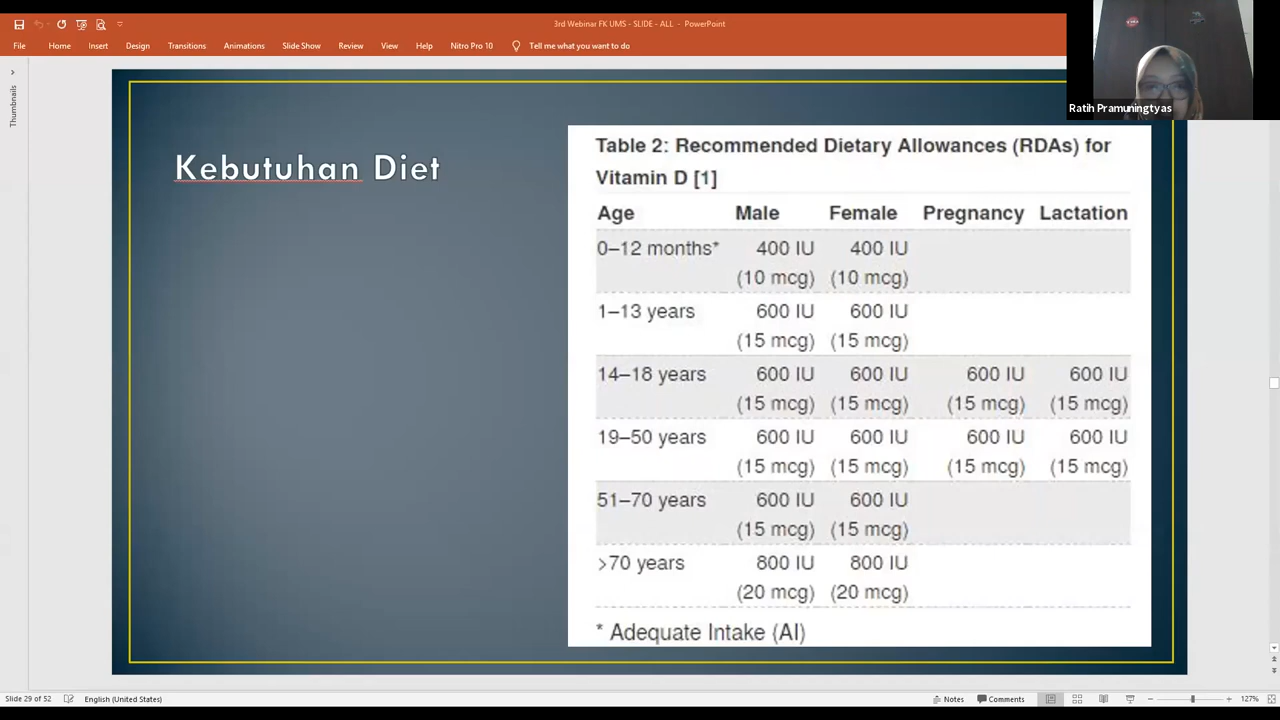 3rd Webinar FK UMS - SLIDE - ALL - PowerPoint
File Home Insert Design Transitions Animations Slide Show Review View Help Nitro Pro 10 Tell me what you want to do
Ratih Pramuningtyas
Thumbnails
Kebutuhan Diet
Table 2: Recommended Dietary Allowances (RDAs) for
Vitamin D [1]
Age Male Female Pregnancy Lactation
0–12 months* 400 IU 400 IU
(10 mcg) (10 mcg)
1–13 years 600 IU 600 IU
(15 mcg) (15 mcg)
14–18 years 600 IU 600 IU 600 IU 600 IU
(15 mcg) (15 mcg) (15 mcg) (15 mcg)
19–50 years 600 IU 600 IU 600 IU 600 IU
(15 mcg) (15 mcg) (15 mcg) (15 mcg)
51–70 years 600 IU 600 IU
(15 mcg) (15 mcg)
>70 years 800 IU 800 IU
(20 mcg) (20 mcg)
* Adequate Intake (AI)
Slide 29 of 52 English (United States) Notes Comments 127%